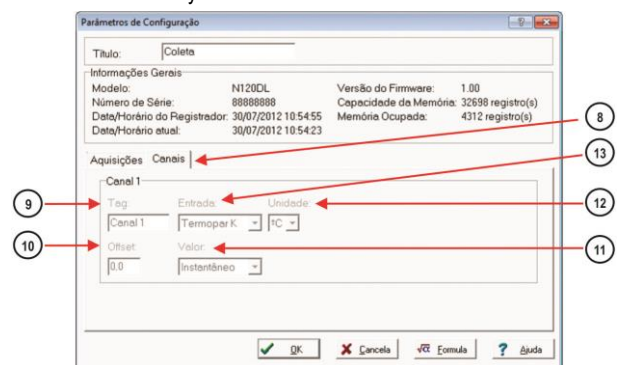 Parâmetros de Configuração
Título: Coleta
Informações Gerais
Modelo: N120DL Versão do Firmware: 1.00
Número de Série: 88888888 Capacidade da Memória: 32698 registro(s)
Data/Horário do Registrador: 30/07/2012 10:54:55 Memória Ocupada: 4312 registro(s)
Data/Horário atual: 30/07/2012 10:54:23
8
Aquisições Canais
13
Canal 1
9 Tag: Entrada: Unidade: 12
Canal 1 Termopar K ºC
10 Offset: Valor: 11
0,0 Instantâneo
OK Cancela √α Formula ? Ajuda